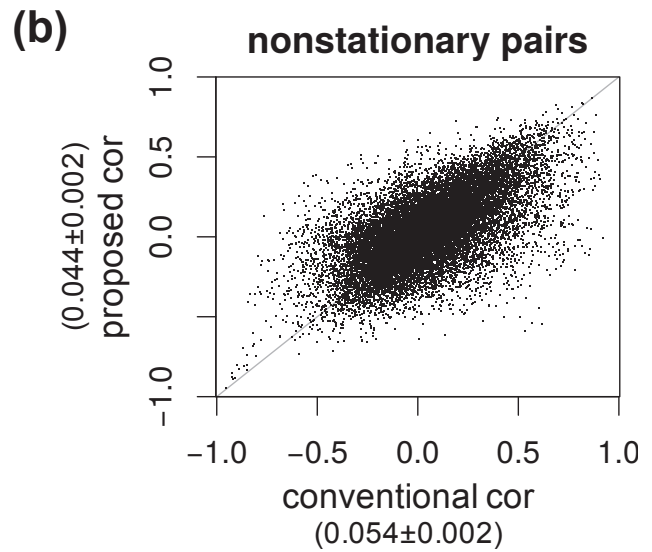 (b)
nonstationary pairs
(0.044±0.002)
proposed cor
1.0
0.5
0.0
−1.0
−1.0 −0.5 0.0 0.5 1.0
conventional cor
(0.054±0.002)